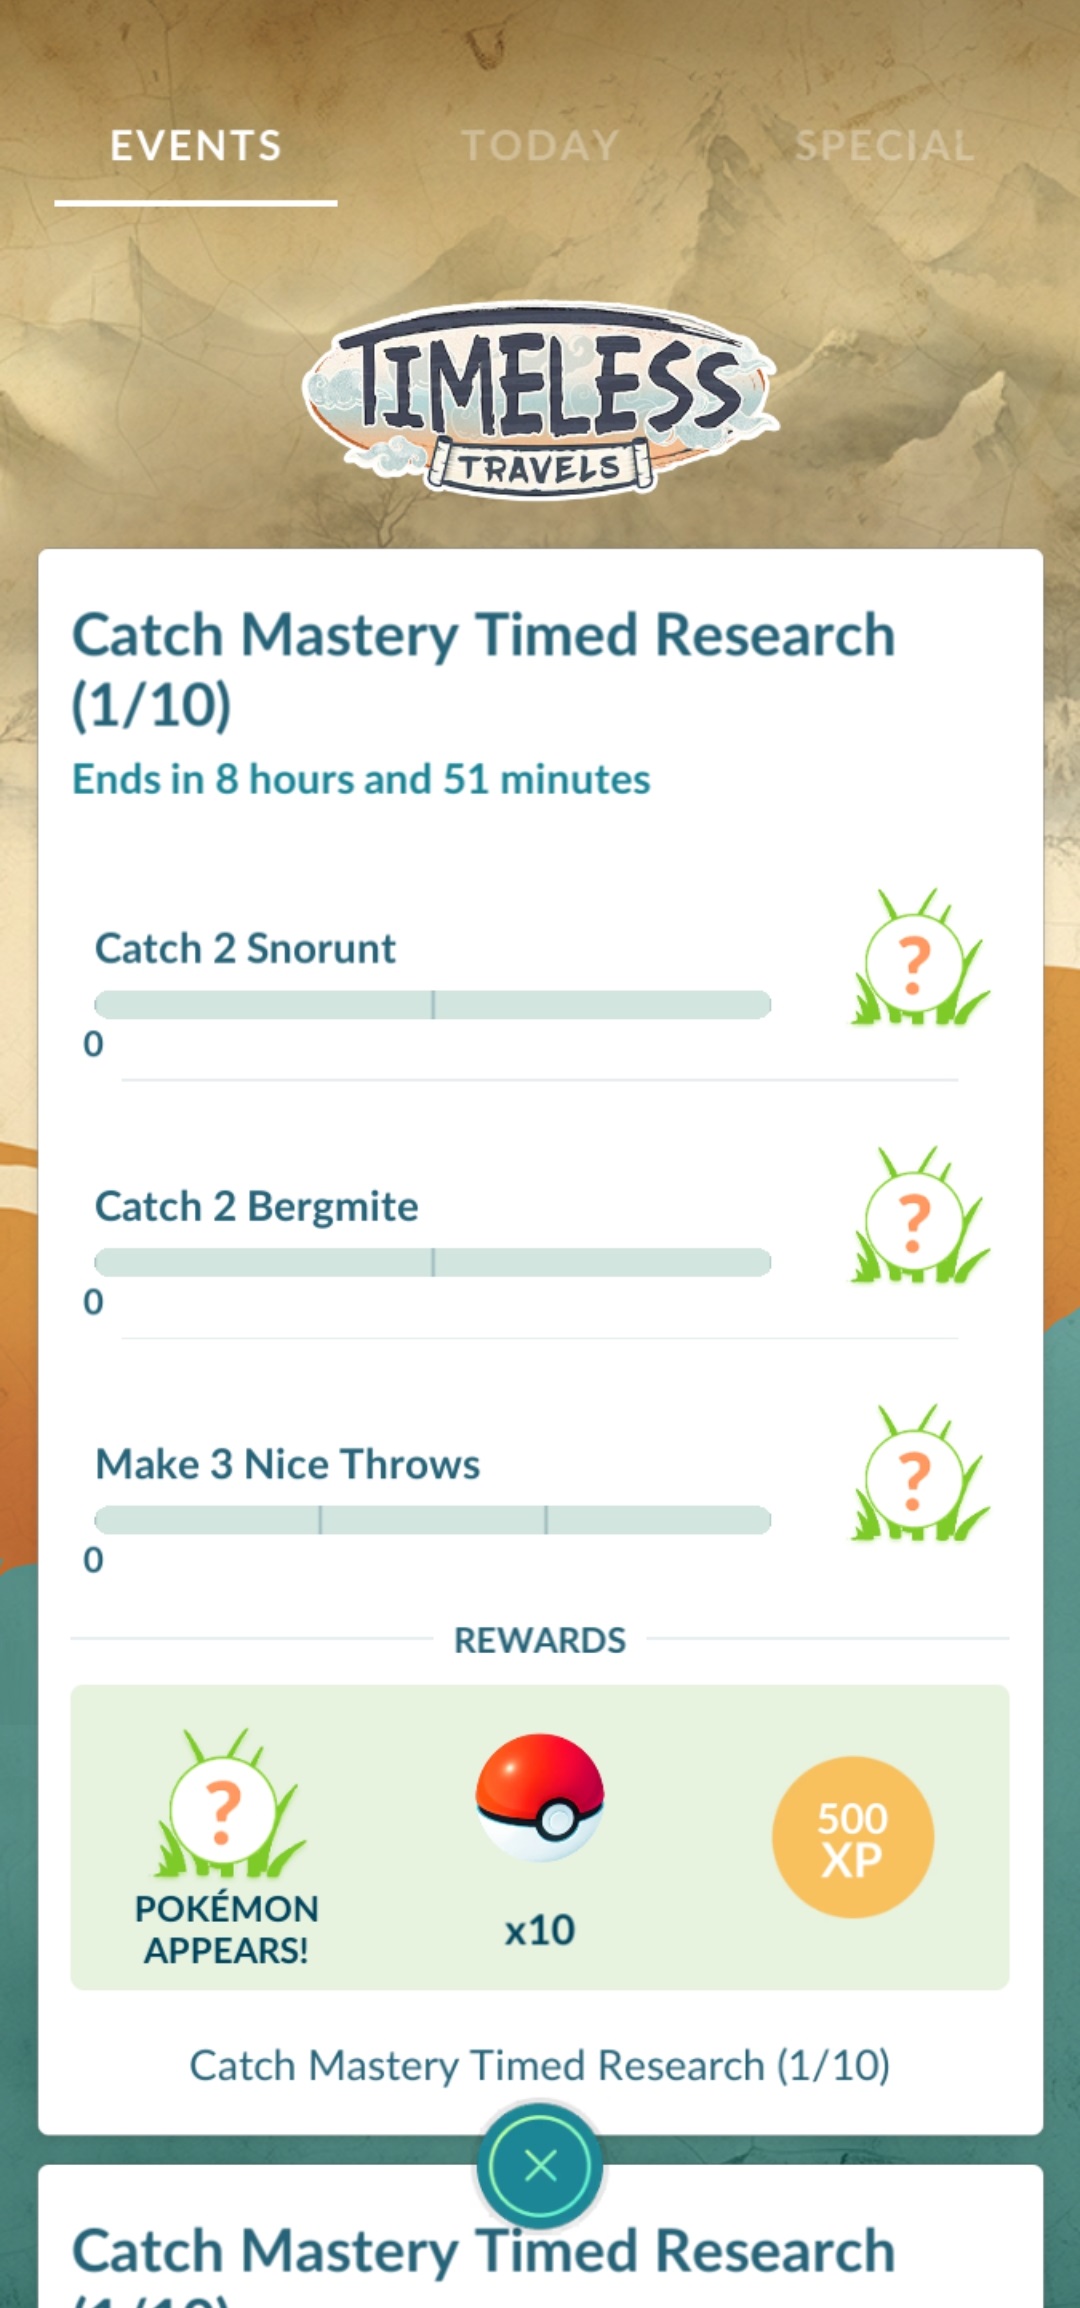 EVENTS
TODAY
SPECIAL
TIMELESS
TRAVELS
Catch Mastery Timed Research
(1/10)
Ends in 8 hours and 51 minutes
Catch 2 Snorunt
?
0
Catch 2 Bergmite
?
0
Make 3 Nice Throws
?
0
REWARDS
?
POKÉMON
APPEARS!
x10
500
XP
Catch Mastery Timed Research (1/10)
Catch Mastery Timed Research
(1/10)